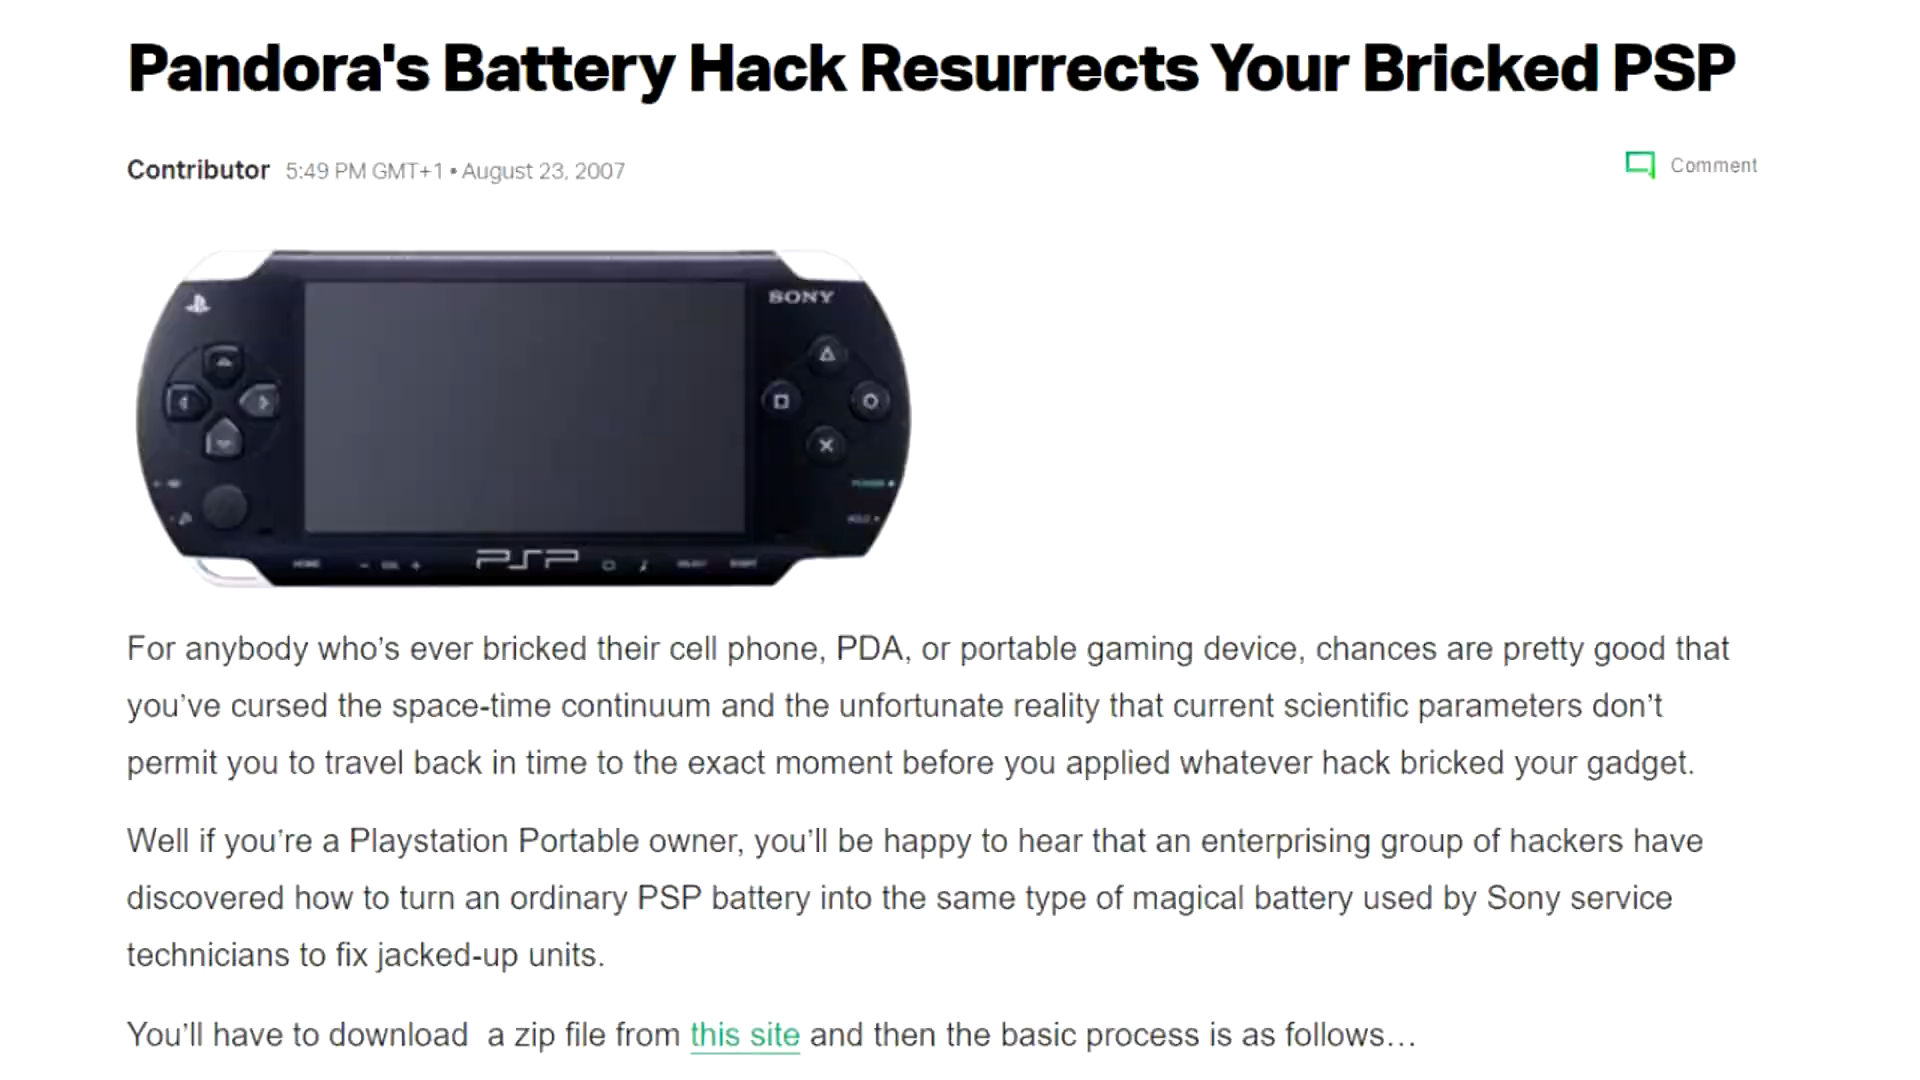 Pandora's Battery Hack Resurrects Your Bricked PSP
Contributor 5:49 PM GMT+1 • August 23, 2007
Comment
SONY
PSP
For anybody who’s ever bricked their cell phone, PDA, or portable gaming device, chances are pretty good that
you’ve cursed the space-time continuum and the unfortunate reality that current scientific parameters don’t
permit you to travel back in time to the exact moment before you applied whatever hack bricked your gadget.
Well if you’re a Playstation Portable owner, you’ll be happy to hear that an enterprising group of hackers have
discovered how to turn an ordinary PSP battery into the same type of magical battery used by Sony service
technicians to fix jacked-up units.
You’ll have to download a zip file from this site and then the basic process is as follows…